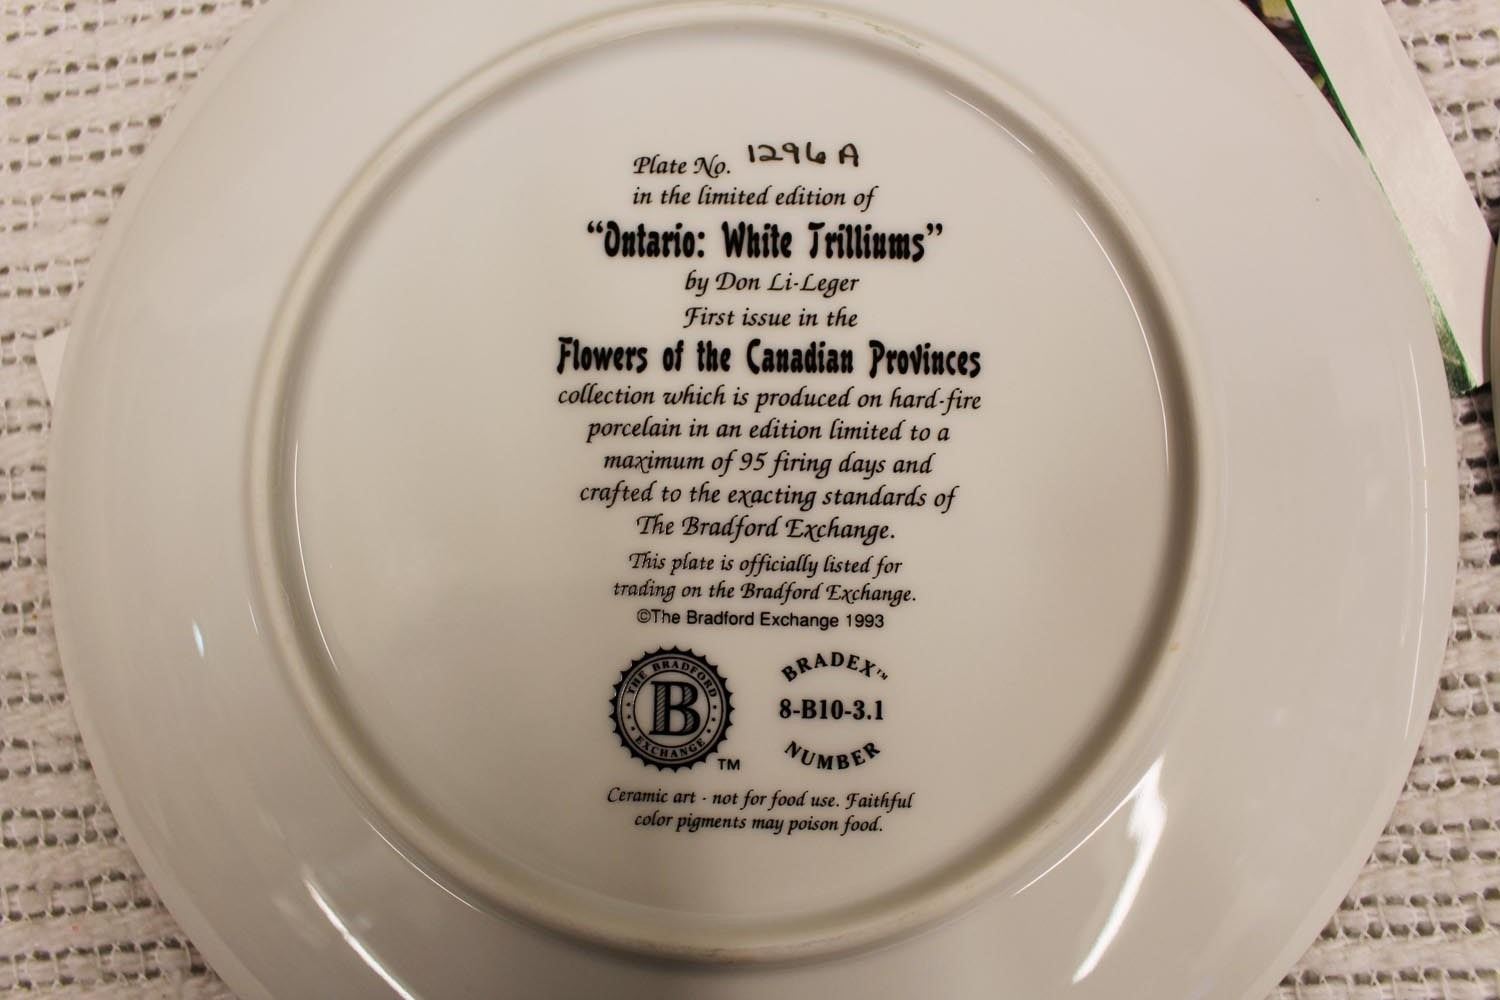 Plate No. 1296 A
in the limited edition of
“Ontario: White Trilliums”
by Don Li-Leger
First issue in the
Flowers of the Canadian Provinces
collection which is produced on hard-fire
porcelain in an edition limited to a
maximum of 95 firing days and
crafted to the exacting standards of
The Bradford Exchange.
This plate is officially listed for
trading on the Bradford Exchange.
©The Bradford Exchange 1993
THE BRADFORD
B
EXCHANGE
TM
BRADEX™
8-B10-3.1
NUMBER
Ceramic art - not for food use. Faithful
color pigments may poison food.